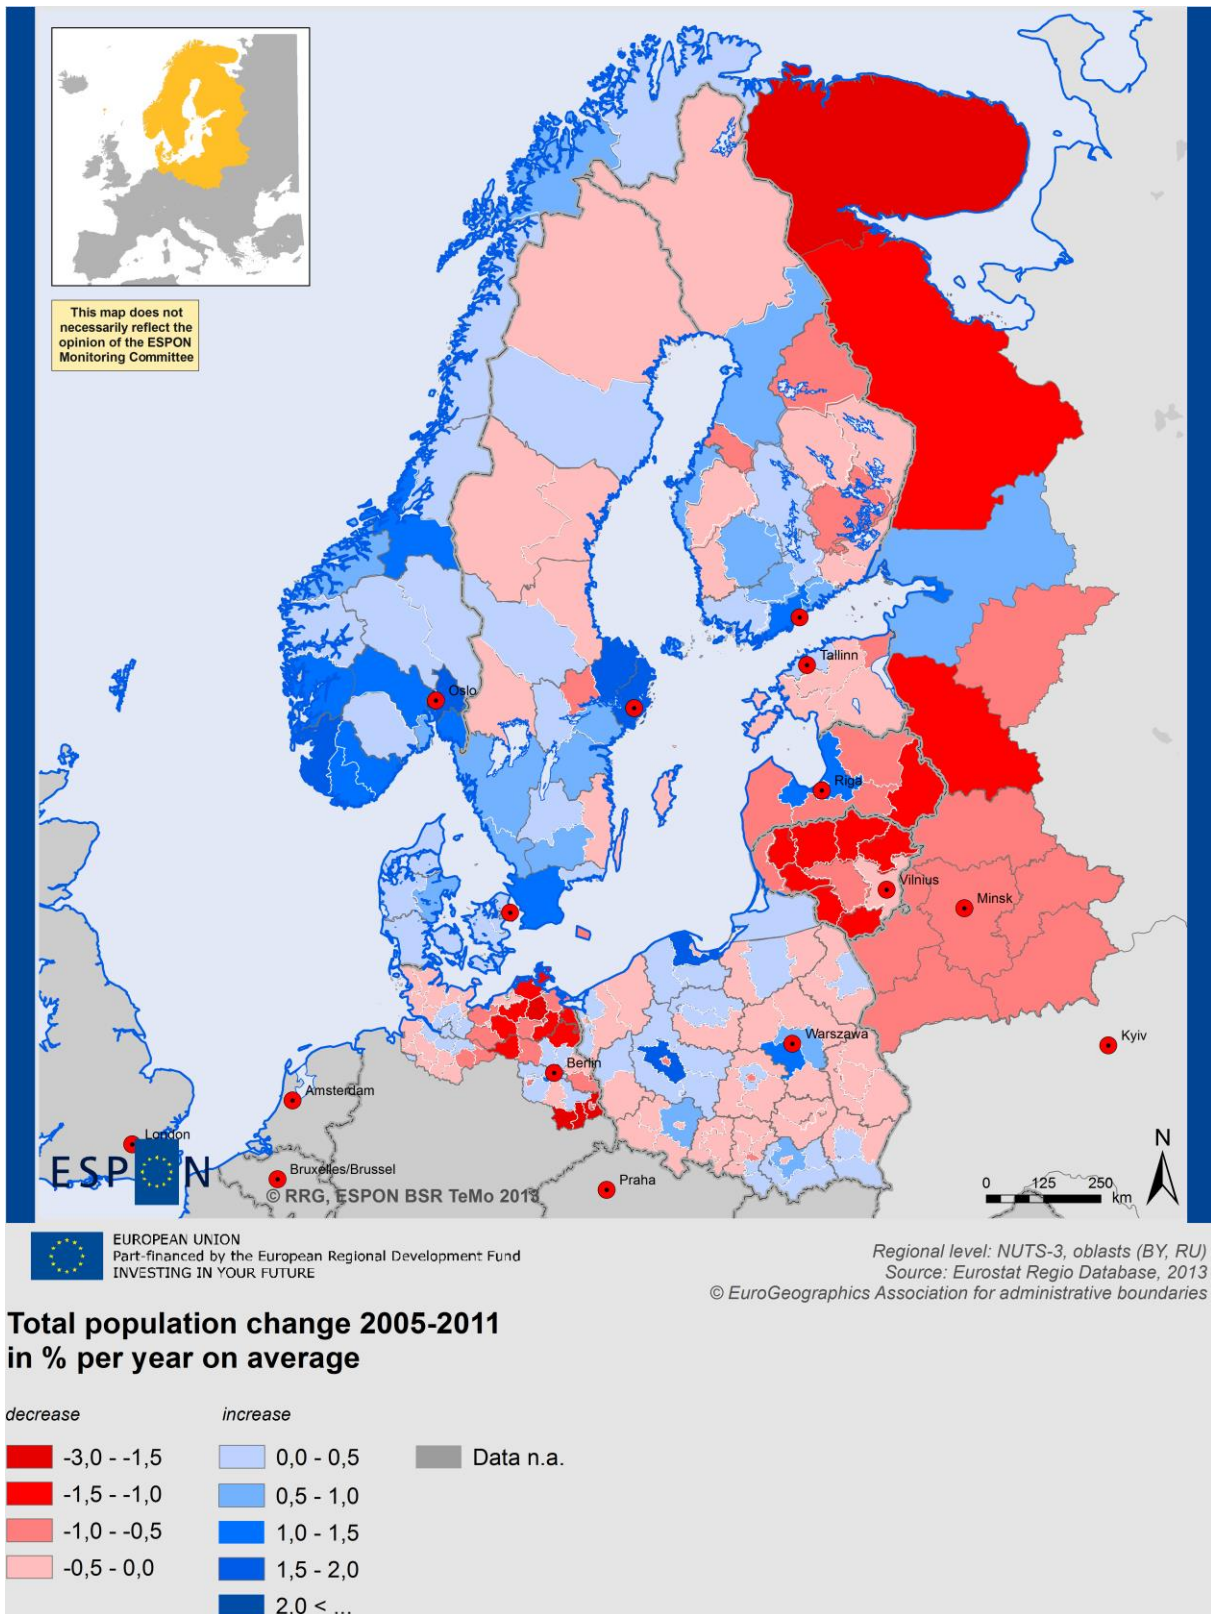 This map does not
necessarily reflect the
opinion of the ESPON
Monitoring Committee
Tallinn
Oslo
Riga
Vilnius
Minsk
Warszawa
Kyiv
Berlin
Amsterdam
London
Bruxelles/Brussel
Praha
ESPON
© RRG, ESPON BSR TeMo 2013
N
0 125 250
km
EUROPEAN UNION
Part-financed by the European Regional Development Fund
INVESTING IN YOUR FUTURE
Regional level: NUTS-3, oblasts (BY, RU)
Source: Eurostat Regio Database, 2013
© EuroGeographics Association for administrative boundaries
Total population change 2005-2011
in % per year on average
decrease
-3,0 - -1,5
-1,5 - -1,0
-1,0 - -0,5
-0,5 - 0,0
increase
0,0 - 0,5
0,5 - 1,0
1,0 - 1,5
1,5 - 2,0
2,0 < ...
Data n.a.